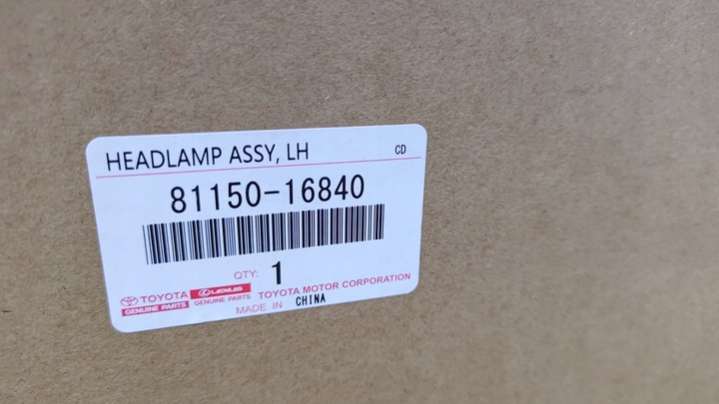 HEADLAMP ASSY, LH CD
81150-16840
QTY: 1
TOYOTA LEXUS
GENUINE PARTS GENUINE PARTS TOYOTA MOTOR CORPORATION
MADE IN CHINA